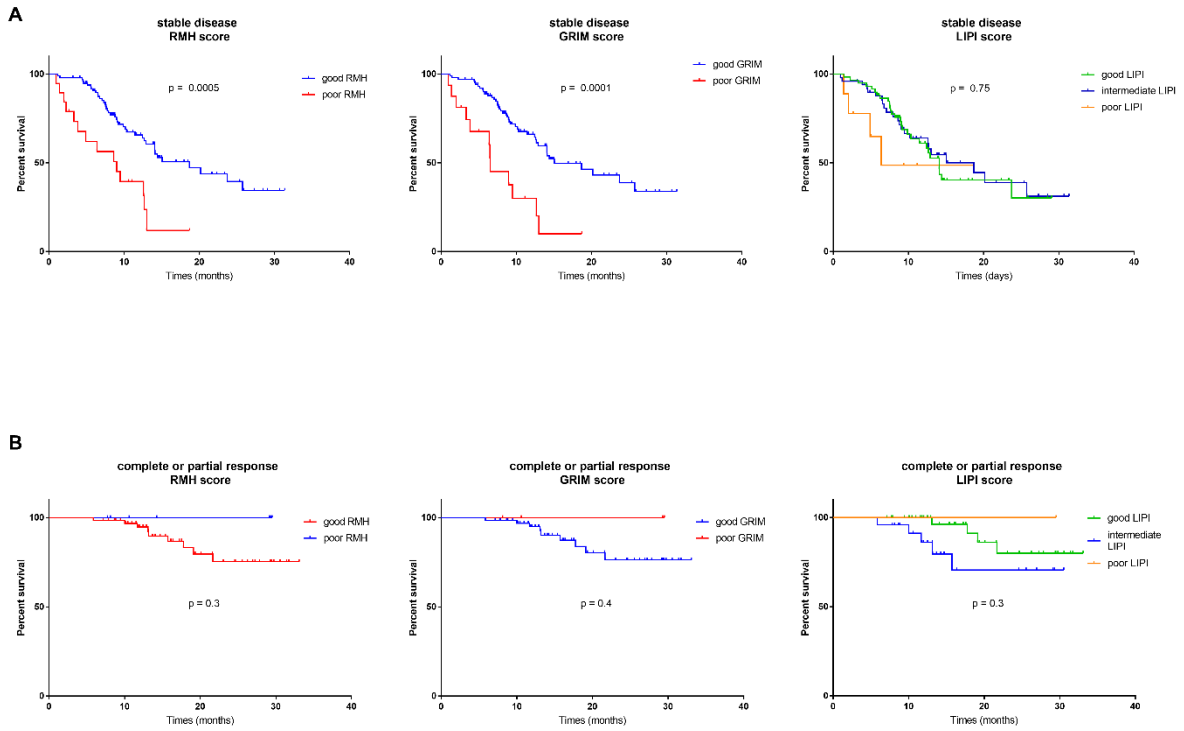 A
stable disease
RMH score
Percent survival
100
50
0
0 10 20 30 40
Times (months)
p = 0.0005
good RMH
poor RMH
stable disease
GRIM score
Percent survival
100
50
0
0 10 20 30 40
Times (months)
p = 0.0001
good GRIM
poor GRIM
stable disease
LIPI score
Percent survival
100
50
0
0 10 20 30 40
Times (days)
p = 0.75
good LIPI
intermediate LIPI
poor LIPI
B
complete or partial response
RMH score
Percent survival
100
50
0
0 10 20 30 40
Times (months)
p = 0.3
good RMH
poor RMH
complete or partial response
GRIM score
Percent survival
100
50
0
0 10 20 30 40
Times (months)
p = 0.4
good GRIM
poor GRIM
complete or partial response
LIPI score
Percent survival
100
50
0
0 10 20 30 40
Times (months)
p = 0.3
good LIPI
intermediate
LIPI
poor LIPI